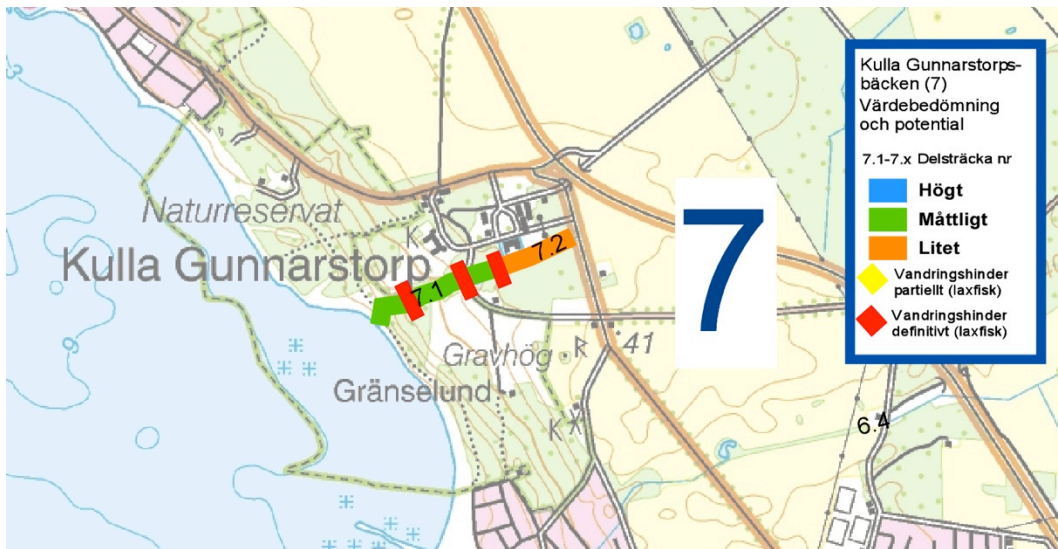 Kulla Gunnarstorps-
bäcken (7)
Värdebedömning
och potential
7.1-7.x Delsträcka nr
Högt
Måttligt
Litet
Vandringshinder
partiellt (laxfisk)
Vandringshinder
definitivt (laxfisk)
7
Naturreservat
K
7.2
Kulla Gunnarstorp
7.1
Gravhög
R
41
Gränselund
K
6.4